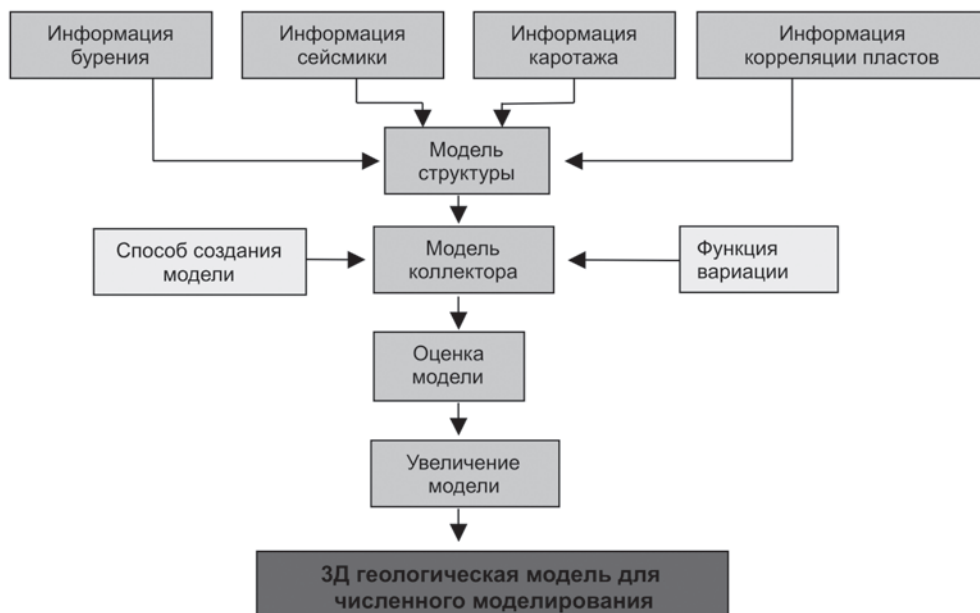 Информация
бурения
Информация
сейсмики
Информация
каротажа
Информация
корреляции пластов
Модель
структуры
Способ создания
модели
Модель
коллектора
Функция
вариации
Оценка
модели
Увеличение
модели
3Д геологическая модель для
численного моделирования